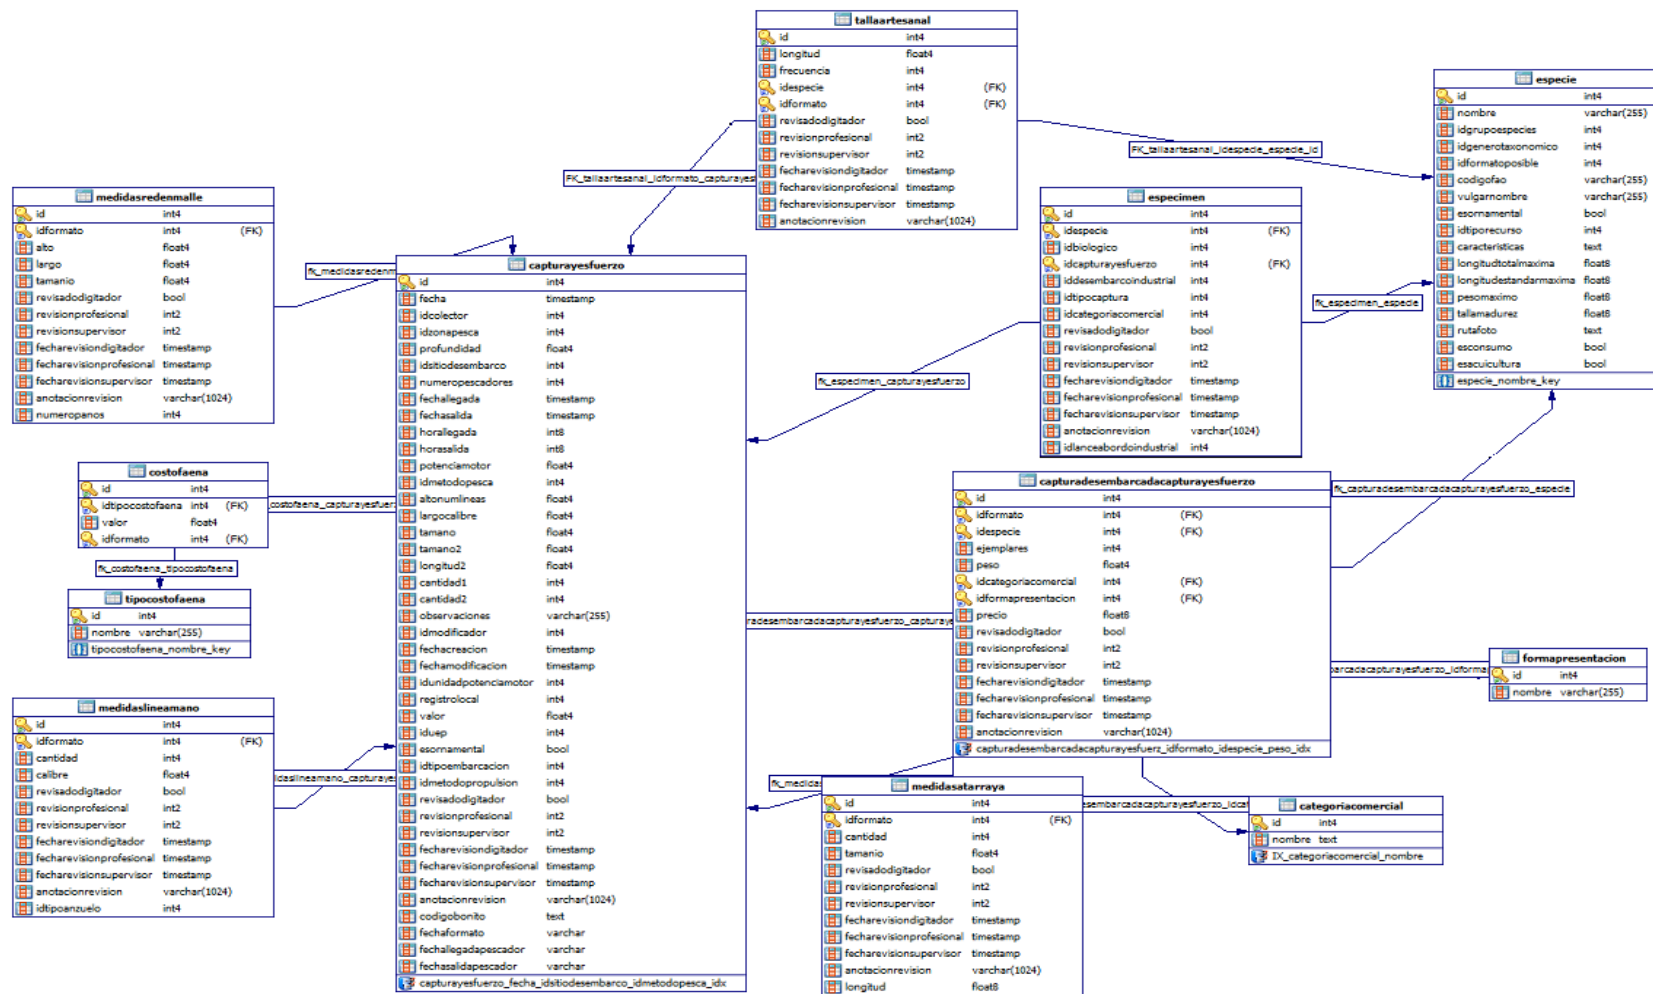 tallaartesanal
id int4
longitud float4
frecuencia int4
idespecie int4 (FK)
idformato int4 (FK)
revisadodigitador bool
revisionprofesional int2
revisionsupervisor int2
fecharevisiondigitador timestamp
fecharevisionprofesional timestamp
fecharevisionsupervisor timestamp
anotacionrevision varchar(1024)
FK_tallaartesanal_idespecie_especie_id
FK_tallaartesanal_idformato_capturayes
especie
id int4
nombre varchar(255)
idgrupoespecies int4
idgenerotaxonomico int4
idformatoposible int4
codigofao varchar(255)
vulgarnombre varchar(255)
esornamental bool
idtiporecurso int4
caracteristicas text
longitudtotalmaxima float8
longitudestandarmaxima float8
pesomaximo float8
tallamadurez float8
rutafoto text
esconsumo bool
esacuicultura bool
especie_nombre_key
medidasredenmalle
id int4
idformato int4 (FK)
alto float4
largo float4
tamanio float4
revisadodigitador bool
revisionprofesional int2
revisionsupervisor int2
fecharevisiondigitador timestamp
fecharevisionprofesional timestamp
fecharevisionsupervisor timestamp
anotacionrevision varchar(1024)
numeropanos int4
fk_medidasredenm
especimen
id int4
idespecie int4 (FK)
idbiologico int4
idcapturayesfuerzo int4 (FK)
iddesembarcoindustrial int4
idtipocaptura int4
idcategoriacomercial int4
revisadodigitador bool
revisionprofesional int2
revisionsupervisor int2
fecharevisiondigitador timestamp
fecharevisionprofesional timestamp
fecharevisionsupervisor timestamp
anotacionrevision varchar(1024)
idlanceabordoindustrial int4
fk_especimen_especie
fk_especimen_capturayesfuerzo
capturayesfuerzo
id int4
fecha timestamp
idcolector int4
idzonapesca int4
profundidad float4
idsitiodesembarco int4
numeropescadores int4
fechallegada timestamp
fechasalida timestamp
horallegada int8
horasalida int8
potenciamotor float4
idmetodopesca int4
altonumlineas float4
largocalibre float4
tamano float4
tamano2 float4
longitud2 float4
cantidad1 int4
cantidad2 int4
observaciones varchar(255)
idmodificador int4
fechacreacion timestamp
fechamodificacion timestamp
idunidadpotenciamotor int4
registrolocal int4
valor float4
iduep int4
esornamental bool
idtipoembarcacion int4
idmetodopropulsion int4
revisadodigitador bool
revisionprofesional int2
revisionsupervisor int2
fecharevisiondigitador timestamp
fecharevisionprofesional timestamp
fecharevisionsupervisor timestamp
anotacionrevision varchar(1024)
codigobonito text
fechaformato varchar
fechallegadapescador varchar
fechasalidapescador varchar
capturayesfuerzo_fecha_idsitiodesembarco_idmetodopesca_idx
costofaena
id int4
idtipocostofaena int4 (FK)
valor float4
idformato int4 (FK)
_costofaena_capturayesfuer
fk_costofaena_tipocostofaena
tipocostofaena
id int4
nombre varchar(255)
tipocostofaena_nombre_key
capturadesembarcadacapturayesfuerzo
id int4
idformato int4 (FK)
idespecie int4 (FK)
ejemplares int4
peso float4
idcategoriacomercial int4 (FK)
idformapresentacion int4 (FK)
precio float8
revisadodigitador bool
revisionprofesional int2
revisionsupervisor int2
fecharevisiondigitador timestamp
fecharevisionprofesional timestamp
fecharevisionsupervisor timestamp
anotacionrevision varchar(1024)
capturadesembarcadacapturayesfuerz_idformato_idespecie_peso_idx
fk_capturadesembarcadacapturayesfuerzo_especie
uradesembarcadacapturayesfuerzo_capturaye
barcadacapturayesfuerzo_idforma
formapresentacion
id int4
nombre varchar(255)
medidaslineamano
id int4
idformato int4 (FK)
cantidad int4
calibre float4
revisadodigitador bool
revisionprofesional int2
revisionsupervisor int2
fecharevisiondigitador timestamp
fecharevisionprofesional timestamp
fecharevisionsupervisor timestamp
anotacionrevision varchar(1024)
idtipoanzuelo int4
idaslineamano_capturayes
fk_medidas
medidasatarraya
id int4
idformato int4 (FK)
cantidad int4
tamanio float4
revisadodigitador bool
revisionprofesional int2
revisionsupervisor int2
fecharevisiondigitador timestamp
fecharevisionprofesional timestamp
fecharevisionsupervisor timestamp
anotacionrevision varchar(1024)
longitud float8
sembarcadacapturayesfuerzo_idcat
categoriacomercial
id int4
nombre text
IX_categoriacomercial_nombre